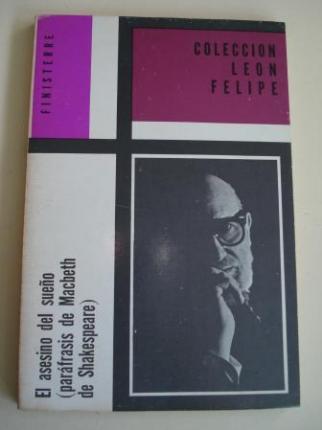 FINISTERRE
COLECCION
LEON
FELIPE
El asesino del sueño
(paráfrasis de Macbeth
de Shakespeare)